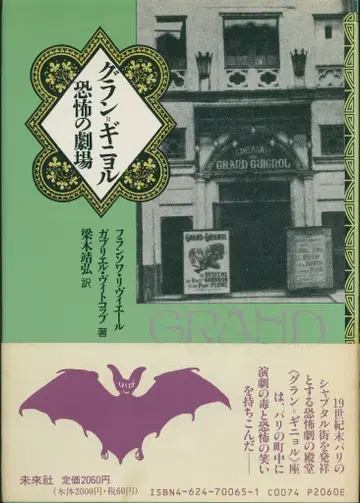 グラン゠ギニョル
恐怖の劇場
フランソワ・リヴィエール
ガブリエル・ヴィトコップ 著
梁木靖弘 訳
THEATRE DU
GRAND GUIGNOL
GRAND-GUIGNOL
LE SYSTÈME
GRAND
19世紀末パリの
シャプタル街を発祥
とする恐怖劇の殿堂
《グラン゠ギニョル》座
は、パリの町中に
演劇の毒と恐怖の笑い
を持ちこんだ──
未來社
定価2060円
(本体2000円・税60円)
ISBN4-624-70065-1 C0074 P2060E